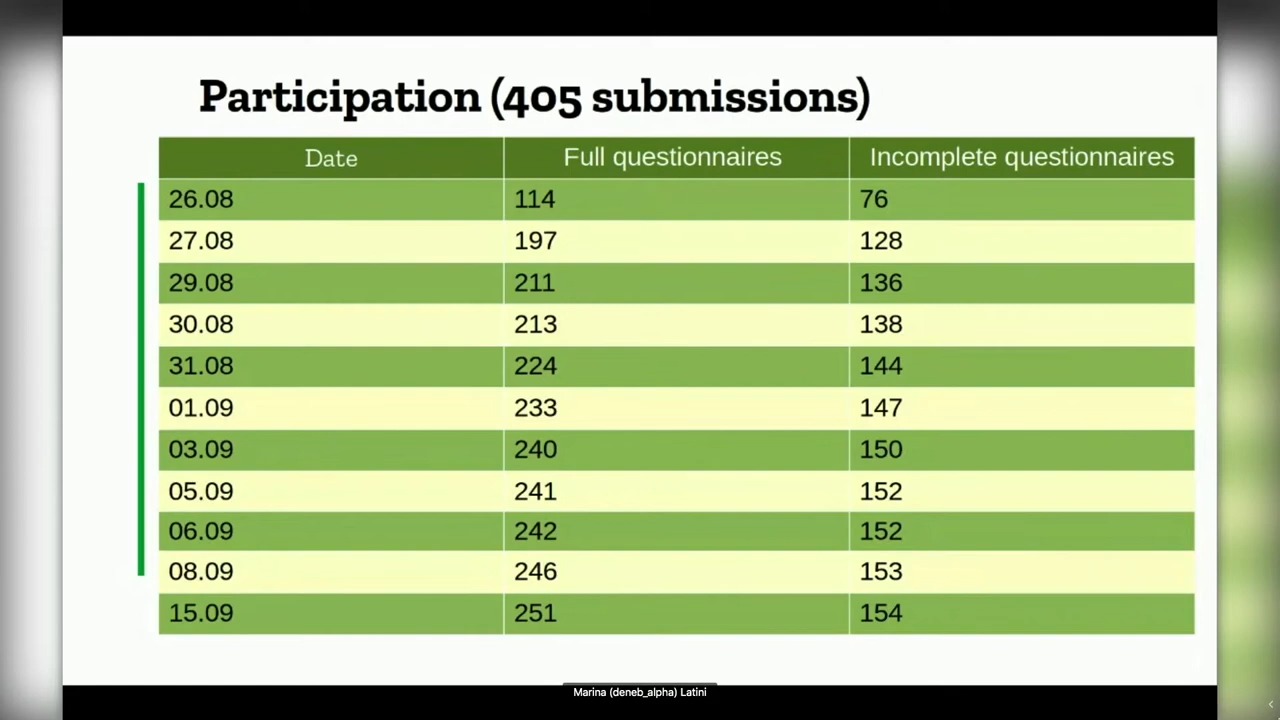 Participation (405 submissions)
Date Full questionnaires Incomplete questionnaires
26.08 114 76
27.08 197 128
29.08 211 136
30.08 213 138
31.08 224 144
01.09 233 147
03.09 240 150
05.09 241 152
06.09 242 152
08.09 246 153
15.09 251 154
Marina (deneb_alpha) Latini